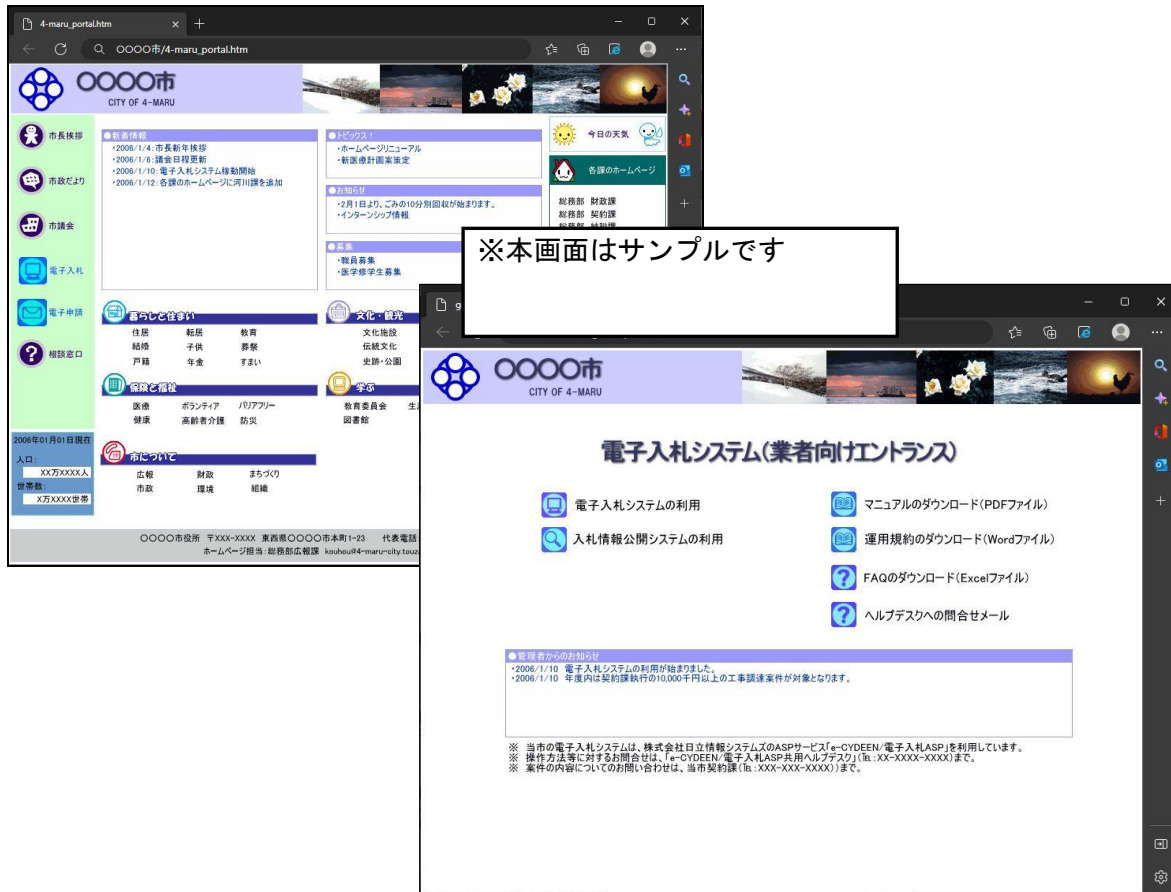 4-maru_portal.htm
〇〇〇〇市/4-maru_portal.htm
〇〇〇〇市
CITY OF 4-MARU
市長挨拶
市政だより
市議会
電子入札
電子申請
相談窓口
2006年01月01日現在
人口:
XX万XXXX人
世帯数:
X万XXXX世帯
●新着情報
・2006/1/4:市長新年挨拶
・2006/1/6:議会日程更新
・2006/1/10:電子入札システム稼動開始
・2006/1/12:各課のホームページに河川課を追加
●トピックス!
・ホームページリニューアル
・新医療計画案策定
●お知らせ
・2月1日より、ごみの10分別回収が始まります。
・インターンシップ情報
●募集
・職員募集
・医学修学生募集
今日の天気
各課のホームページ
総務部 財政課
総務部 契約課
暮らしと住まい
住居 転居 教育
結婚 子供 葬祭
戸籍 年金 すまい
文化・観光
文化施設
伝統文化
史跡・公園
保険と福祉
医療 ボランティア バリアフリー
健康 高齢者介護 防災
学ぶ
教育委員会
図書館
市について
広報 財政 まちづくり
市政 環境 組織
〇〇〇〇市役所 〒XXX-XXXX 東西県〇〇〇〇市本町1-23 代表電話
ホームページ担当:総務部広報課 kouhou@4-maru-city.touz
※本画面はサンプルです
〇〇〇〇市
CITY OF 4-MARU
電子入札システム(業者向けエントランス)
電子入札システムの利用
入札情報公開システムの利用
マニュアルのダウンロード(PDFファイル)
運用規約のダウンロード(Wordファイル)
FAQのダウンロード(Excelファイル)
ヘルプデスクへの問合せメール
●管理者からのお知らせ
・2006/1/10 電子入札システムの利用が始まりました。
・2006/1/10 年度内は契約課執行の10,000千円以上の工事調達案件が対象となります。
※ 当市の電子入札システムは、株式会社日立情報システムズのASPサービス「e-CYDEEN/電子入札ASP」を利用しています。
※ 操作方法等に対するお問合せは、「e-CYDEEN/電子入札ASP共用ヘルプデスク」(℡:XX-XXXX-XXXX)まで。
※ 案件の内容についてのお問い合わせは、当市契約課(℡:XXX-XXX-XXXX))まで。